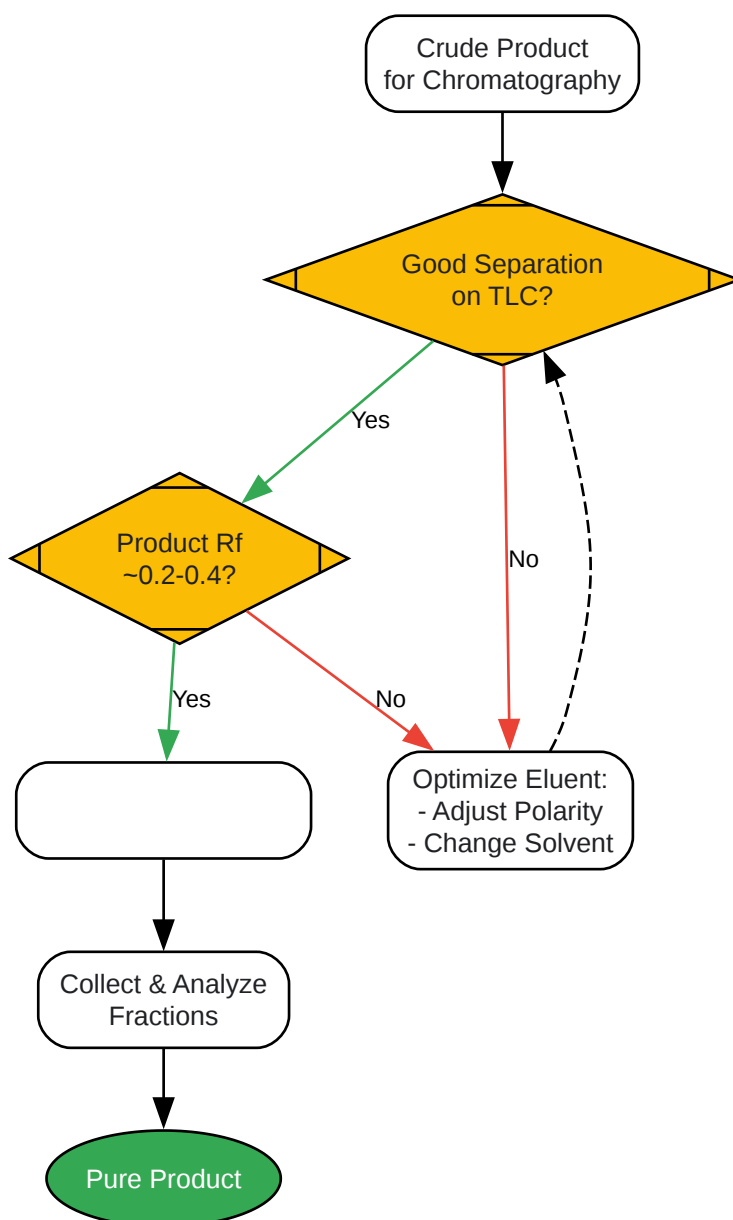 Crude Product
for Chromatography
Good Separation
on TLC?
Yes
Product Rf
~0.2-0.4?
No
Yes
No
Optimize Eluent:
- Adjust Polarity
- Change Solvent
Collect & Analyze
Fractions
Pure Product